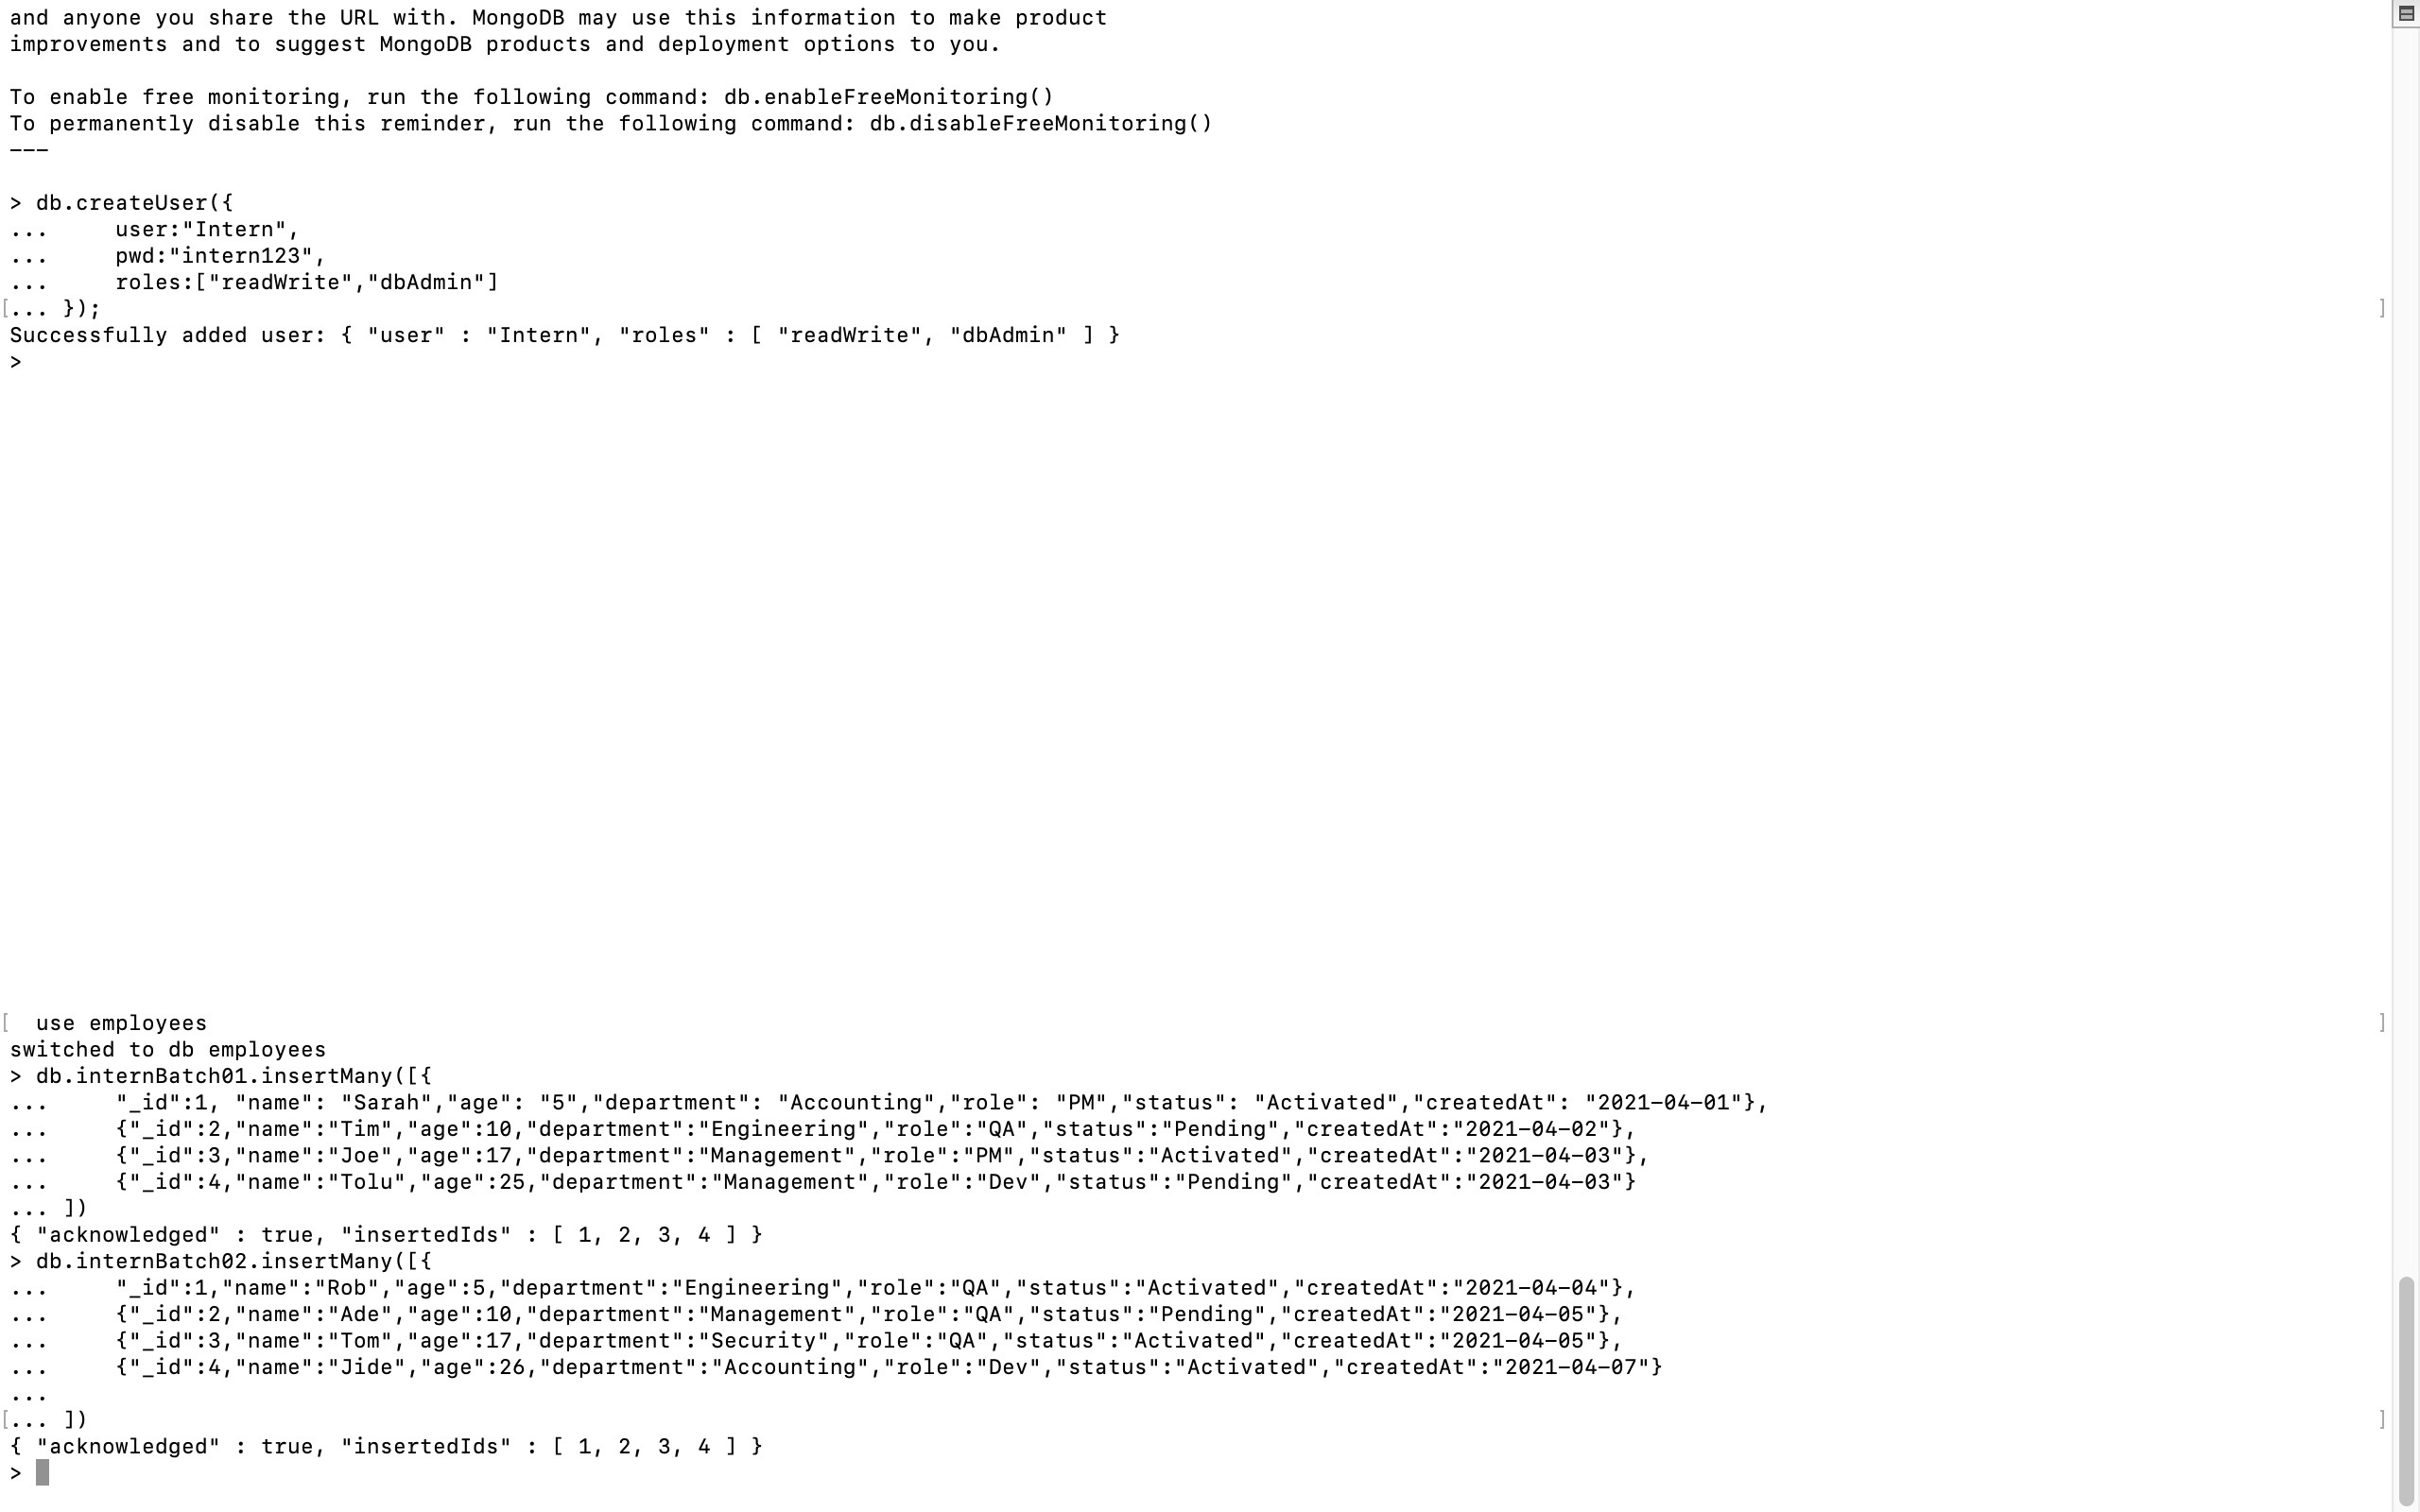 and anyone you share the URL with. MongoDB may use this information to make product
improvements and to suggest MongoDB products and deployment options to you.
To enable free monitoring, run the following command: db.enableFreeMonitoring()
To permanently disable this reminder, run the following command: db.disableFreeMonitoring()
---
> db.createUser({
...     user:"Intern",
...     pwd:"intern123",
...     roles:["readWrite","dbAdmin"]
[... });]
Successfully added user: { "user" : "Intern", "roles" : [ "readWrite", "dbAdmin" ] }
>
[  use employees]
switched to db employees
> db.internBatch01.insertMany([{
...     "_id":1, "name": "Sarah","age": "5","department": "Accounting","role": "PM","status": "Activated","createdAt": "2021-04-01"},
...     {"_id":2,"name":"Tim","age":10,"department":"Engineering","role":"QA","status":"Pending","createdAt":"2021-04-02"},
...     {"_id":3,"name":"Joe","age":17,"department":"Management","role":"PM","status":"Activated","createdAt":"2021-04-03"},
...     {"_id":4,"name":"Tolu","age":25,"department":"Management","role":"Dev","status":"Pending","createdAt":"2021-04-03"}
... ])
{ "acknowledged" : true, "insertedIds" : [ 1, 2, 3, 4 ] }
> db.internBatch02.insertMany([{
...     "_id":1,"name":"Rob","age":5,"department":"Engineering","role":"QA","status":"Activated","createdAt":"2021-04-04"},
...     {"_id":2,"name":"Ade","age":10,"department":"Management","role":"QA","status":"Pending","createdAt":"2021-04-05"},
...     {"_id":3,"name":"Tom","age":17,"department":"Security","role":"QA","status":"Activated","createdAt":"2021-04-05"},
...     {"_id":4,"name":"Jide","age":26,"department":"Accounting","role":"Dev","status":"Activated","createdAt":"2021-04-07"}
...
[... ])]
{ "acknowledged" : true, "insertedIds" : [ 1, 2, 3, 4 ] }
>